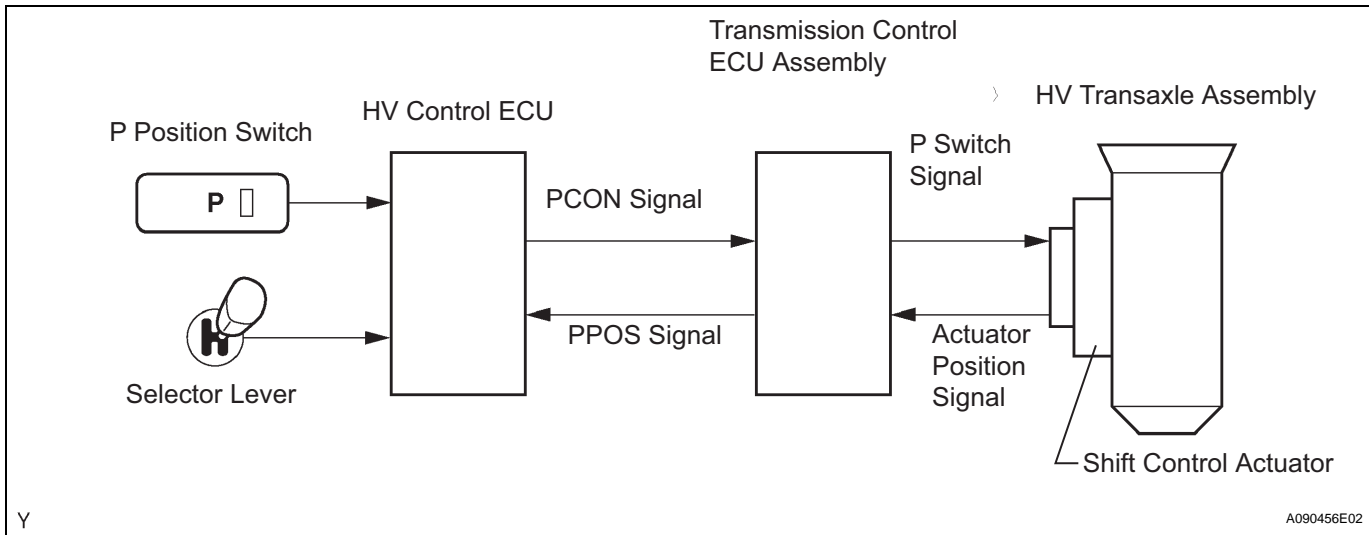 Transmission Control
ECU Assembly
〉
HV Transaxle Assembly
HV Control ECU
P Position Switch
P Switch
Signal
P
PCON Signal
PPOS Signal
Actuator
Position
Signal
H
Selector Lever
Shift Control Actuator
Y
A090456E02